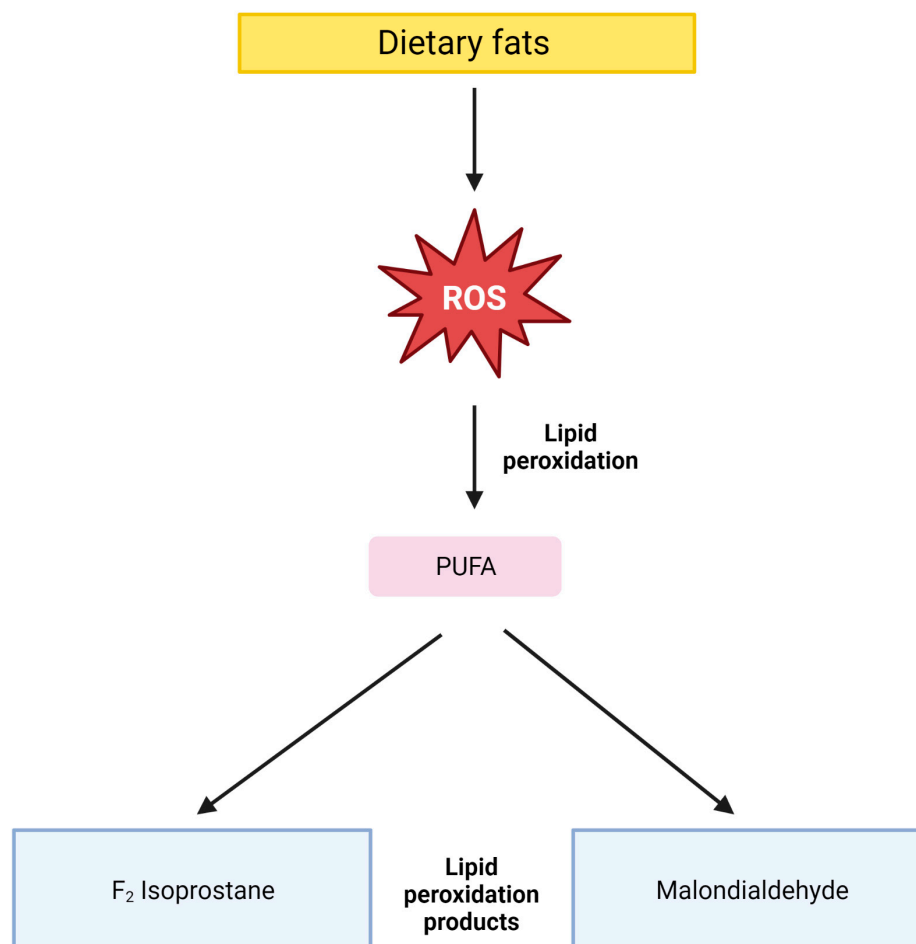 Dietary fats
ROS
Lipid
peroxidation
PUFA
F₂ Isoprostane
Lipid
peroxidation
products
Malondialdehyde